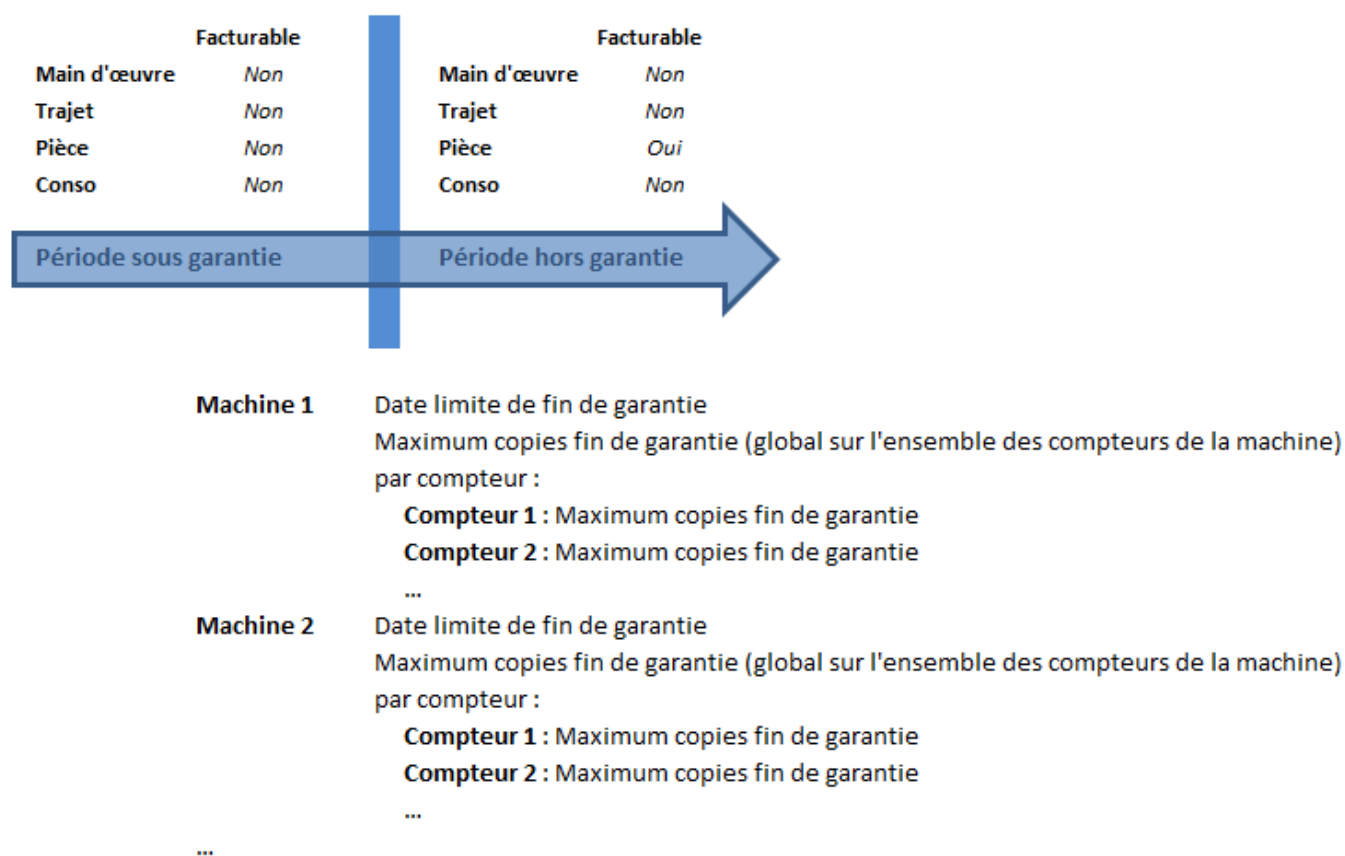 Facturable Facturable
Main d'œuvre Non Main d'œuvre Non
Trajet Non Trajet Non
Pièce Non Pièce Oui
Conso Non Conso Non
Période sous garantie Période hors garantie
Machine 1 Date limite de fin de garantie
Maximum copies fin de garantie (global sur l'ensemble des compteurs de la machine)
par compteur :
Compteur 1 : Maximum copies fin de garantie
Compteur 2 : Maximum copies fin de garantie
...
Machine 2 Date limite de fin de garantie
Maximum copies fin de garantie (global sur l'ensemble des compteurs de la machine)
par compteur :
Compteur 1 : Maximum copies fin de garantie
Compteur 2 : Maximum copies fin de garantie
...
...